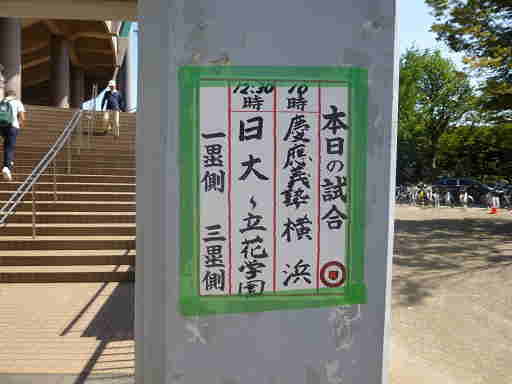 本日の試合
10時 慶應義塾 横浜
12:30時 日大〜立花学園
一塁側 三塁側